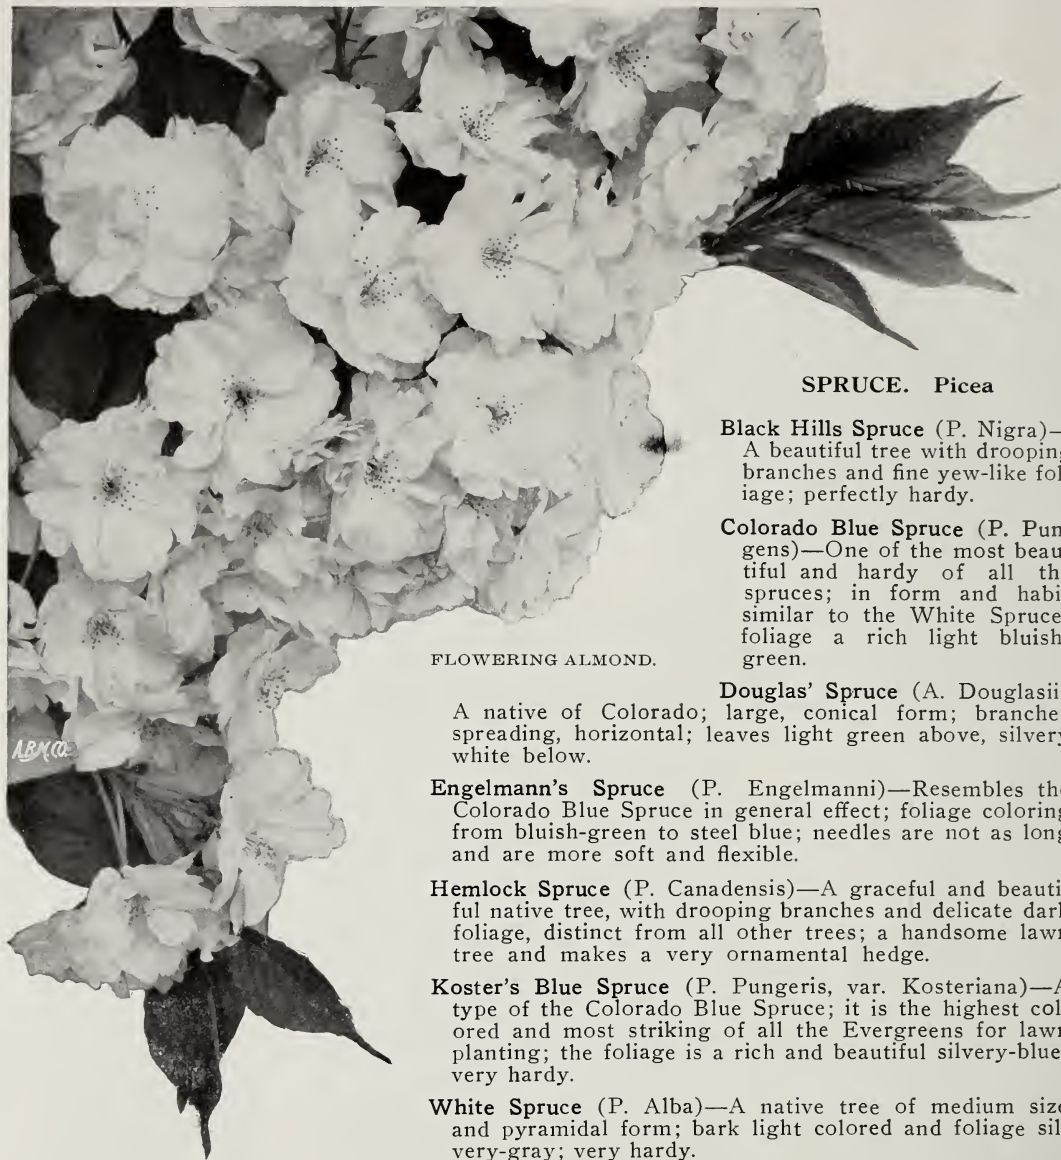 SPRUCE. Picea
Black Hills Spruce (P. Nigra)—
A beautiful tree with drooping
branches and fine yew-like fol
iage; perfectly hardy.
Colorado Blue Spruce (P. Pun
gens)—One of the most beau
tiful and hardy of all th
spruces; in form and habi
similar to the White Spruce
foliage a rich light bluish
green.
FLOWERING ALMOND.
Douglas' Spruce (A. Douglasii
A native of Colorado; large, conical form; branche
spreading, horizontal; leaves light green above, silvery
white below.
Engelmann's Spruce (P. Engelmanni)—Resembles the
Colorado Blue Spruce in general effect; foliage coloring
from bluish-green to steel blue; needles are not as long
and are more soft and flexible.
Hemlock Spruce (P. Canadensis)—A graceful and beauti
ful native tree, with drooping branches and delicate dark
foliage, distinct from all other trees; a handsome lawn
tree and makes a very ornamental hedge.
Koster's Blue Spruce (P. Pungeris, var. Kosteriana)—A
type of the Colorado Blue Spruce; it is the highest col
ored and most striking of all the Evergreens for lawn
planting; the foliage is a rich and beautiful silvery-blue
very hardy.
White Spruce (P. Alba)—A native tree of medium size
and pyramidal form; bark light colored and foliage sil
very-gray; very hardy.
A.B.M.CO.